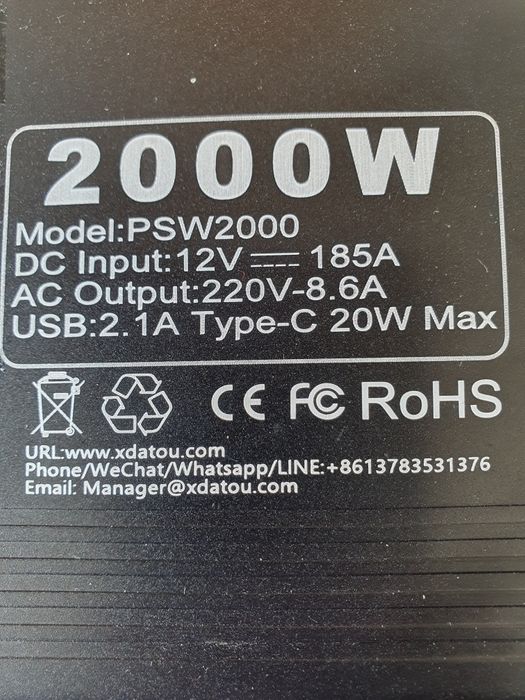 2000W
Model:PSW2000
DC Input:12V⎓185A
AC Output:220V-8.6A
USB:2.1A Type-C 20W Max
CE FC RoHS
URL:www.xdatou.com
Phone/WeChat/Whatsapp/LINE:+8613783531376
Email: Manager@xdatou.com